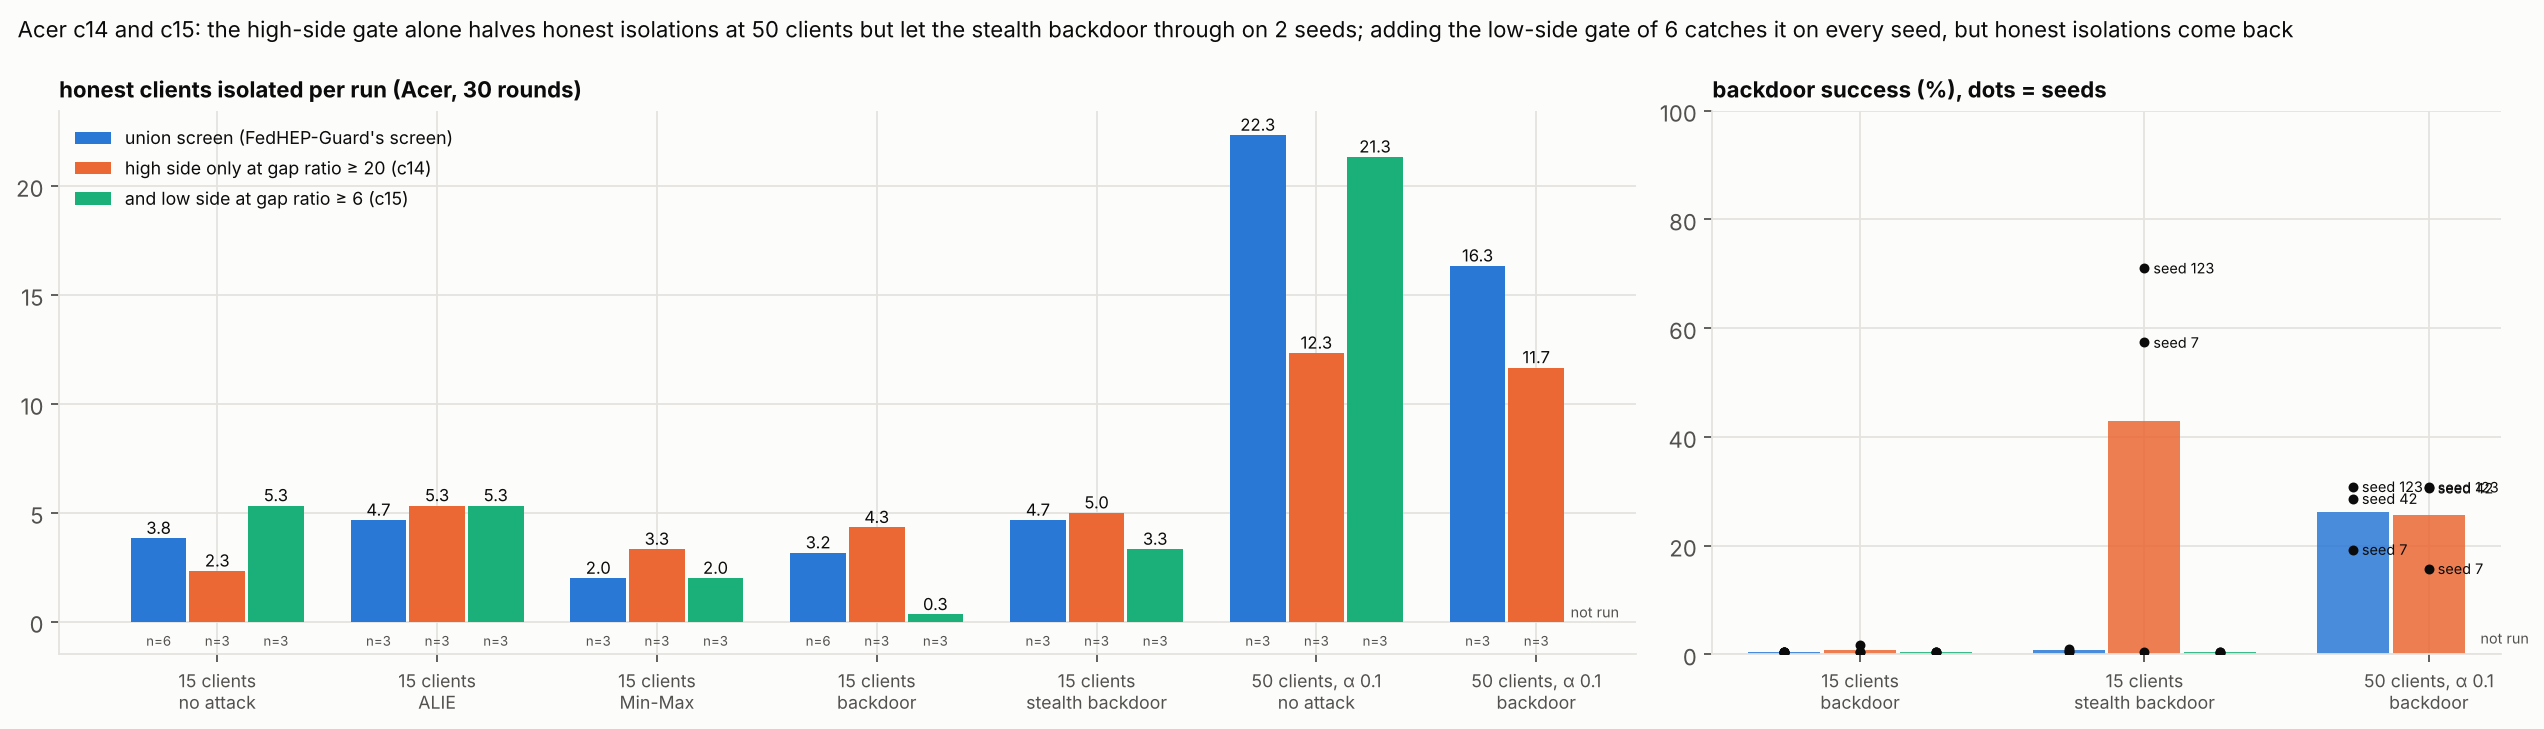 Acer c14 and c15: the high-side gate alone halves honest isolations at 50 clients but let the stealth backdoor through on 2 seeds; adding the low-side gate of 6 catches it on every seed, but honest isolations come back
honest clients isolated per run (Acer, 30 rounds)
union screen (FedHEP-Guard's screen)
high side only at gap ratio ≥ 20 (c14)
and low side at gap ratio ≥ 6 (c15)
20
15
10
5
0
3.8
2.3
5.3
4.7
5.3
5.3
2.0
3.3
2.0
3.2
4.3
0.3
4.7
5.0
3.3
22.3
12.3
21.3
16.3
11.7
not run
n=6
n=3
n=3
n=3
n=3
n=3
n=3
n=3
n=3
n=6
n=3
n=3
n=3
n=3
n=3
n=3
n=3
n=3
n=3
n=3
15 clients
no attack
15 clients
ALIE
15 clients
Min-Max
15 clients
backdoor
15 clients
stealth backdoor
50 clients, α 0.1
no attack
50 clients, α 0.1
backdoor
backdoor success (%), dots = seeds
100
80
60
40
20
0
seed 123
seed 7
seed 123
seed 42
seed 7
seed 123
seed 42
seed 7
not run
15 clients
backdoor
15 clients
stealth backdoor
50 clients, α 0.1
backdoor